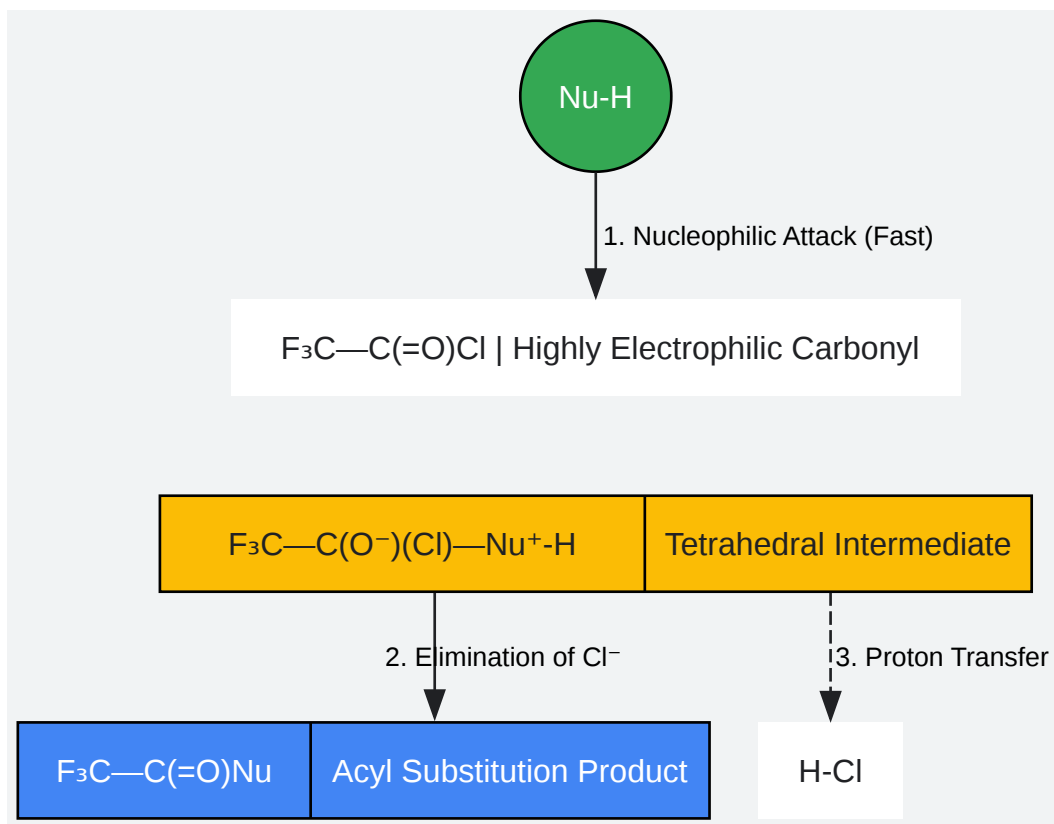 Nu-H
1. Nucleophilic Attack (Fast)
F₃C—C(=O)Cl | Highly Electrophilic Carbonyl
F₃C—C(O⁻)(Cl)—Nu⁺-H
Tetrahedral Intermediate
2. Elimination of Cl⁻
3. Proton Transfer
F₃C—C(=O)Nu
Acyl Substitution Product
H-Cl